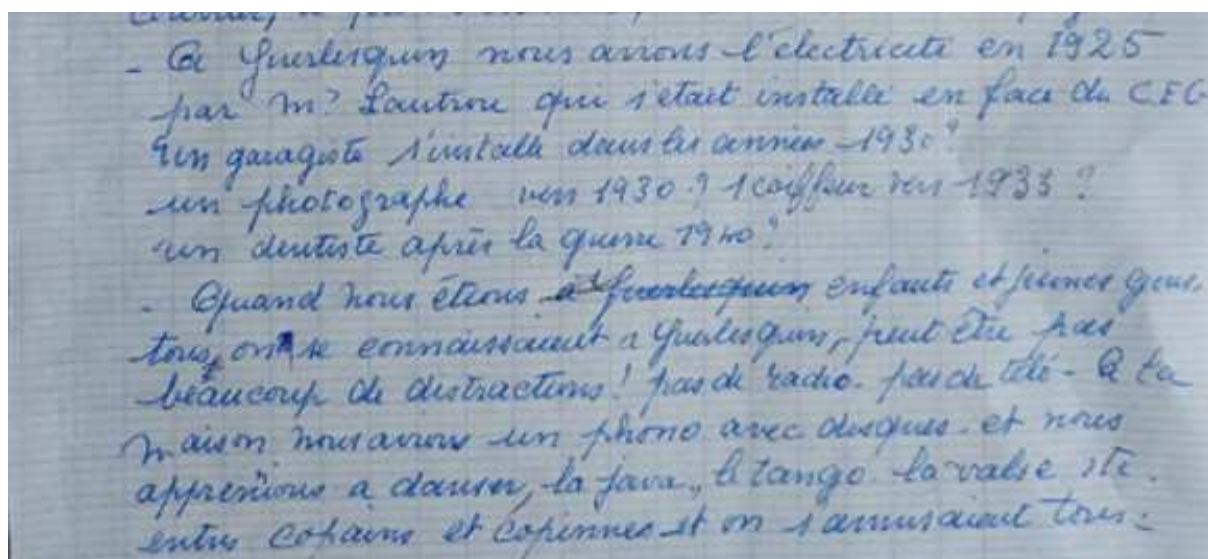 - A Guerlesquin nous avions l'électricité en 1925
par Mr Lautrou qui s'était installé en face du CEG
Un garagiste s'installe dans les années 1930?
un photographe vers 1930? 1 coiffeur vers 1933?
un dentiste après la guerre 1940?
- Quand nous étions à Guerlesquin enfants et jeunes gens.
tous, on se connaissaient a Guerlesquin, peut être pas
beaucoup de distractions! pas de radio. pas de télé - A la
maison nous avions un phono avec disques. et nous
apprenions a danser, la java, le tango la valse etc.
entre copains et copinnes et on s'amusaient tous.